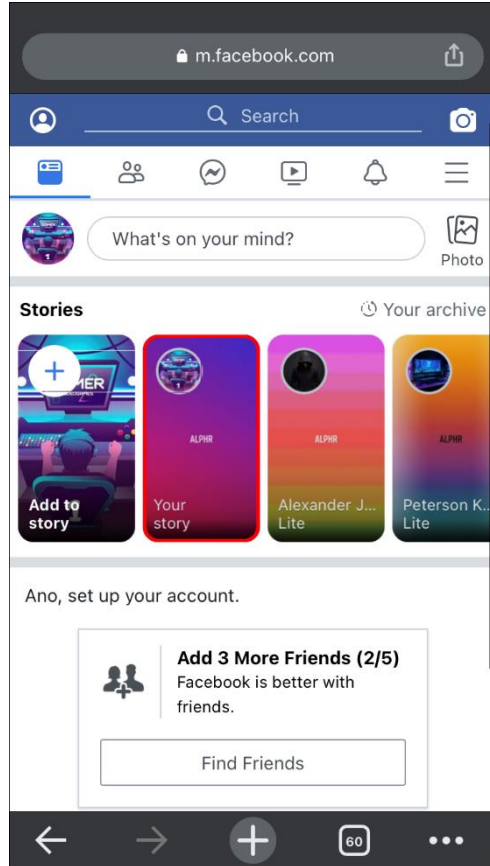 m.facebook.com
Search
What's on your mind?
Photo
Stories
Your archive
ALPHR
ALPHR
ALPHR
Add to
story
Your
story
Alexander J...
Lite
Peterson K..
Lite
Ano, set up your account.
Add 3 More Friends (2/5)
Facebook is better with
friends.
Find Friends
60